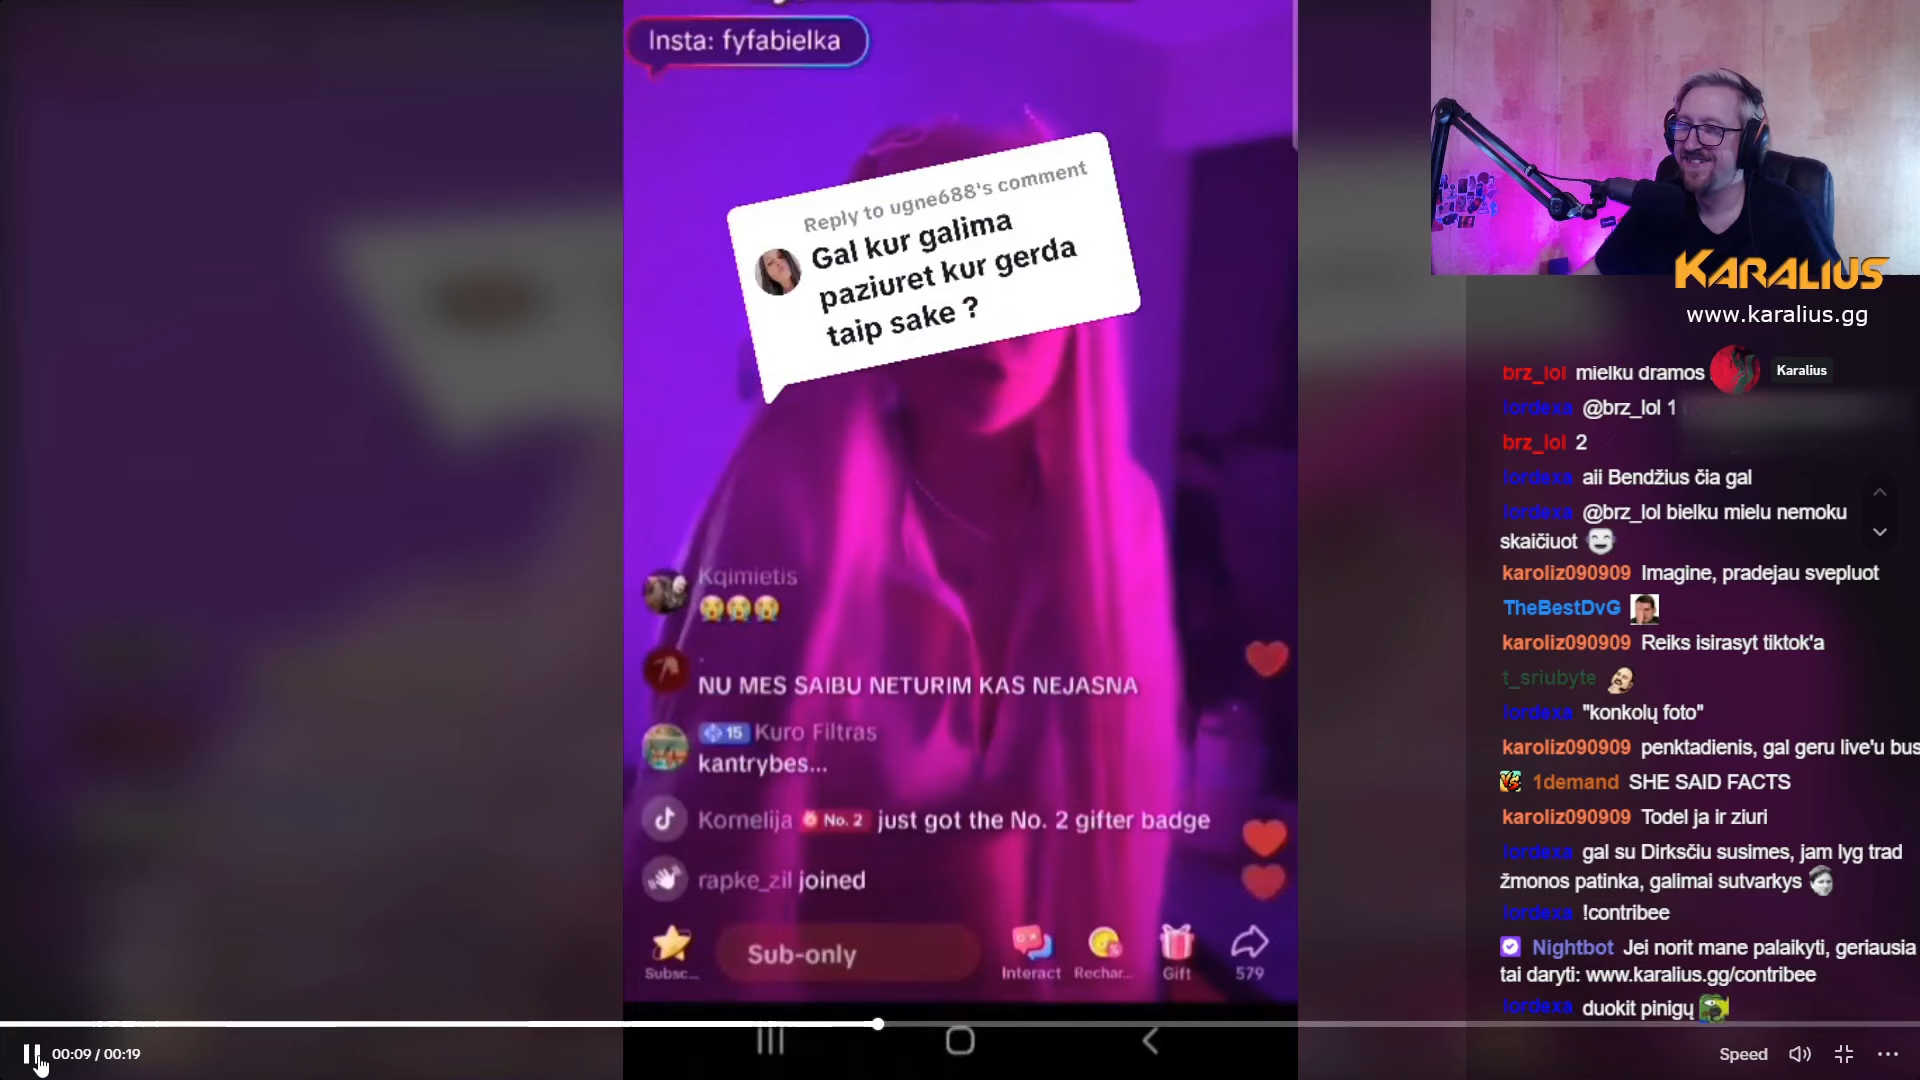 Insta: fyfabielka
Reply to ugne688's comment
Gal kur galima
paziuret kur gerda
taip sake ?
Kqimietis
NU MES SAIBU NETURIM KAS NEJASNA
15 Kuro Filtras
kantrybes...
Kornelija No. 2 just got the No. 2 gifter badge
rapke_zil joined
Sub-only
Subsc...
Interact
Rechar...
Gift
579
00:09 / 00:19
Speed
KARALIUS
www.karalius.gg
brz_lol mielku dramos
Karalius
lordexa @brz_lol 1
brz_lol 2
lordexa aii Bendžius čia gal
lordexa @brz_lol bielku mielu nemoku
skaičiuot
karoliz090909 Imagine, pradejau svepluot
TheBestDvG
karoliz090909 Reiks isirasyt tiktok'a
t_sriubyte
lordexa "konkolų foto"
karoliz090909 penktadienis, gal geru live'u bus
1demand SHE SAID FACTS
karoliz090909 Todel ja ir ziuri
lordexa gal su Dirksčiu susimes, jam lyg trad
žmonos patinka, galimai sutvarkys
lordexa !contribee
Nightbot Jei norit mane palaikyti, geriausia
tai daryti: www.karalius.gg/contribee
lordexa duokit pinigų